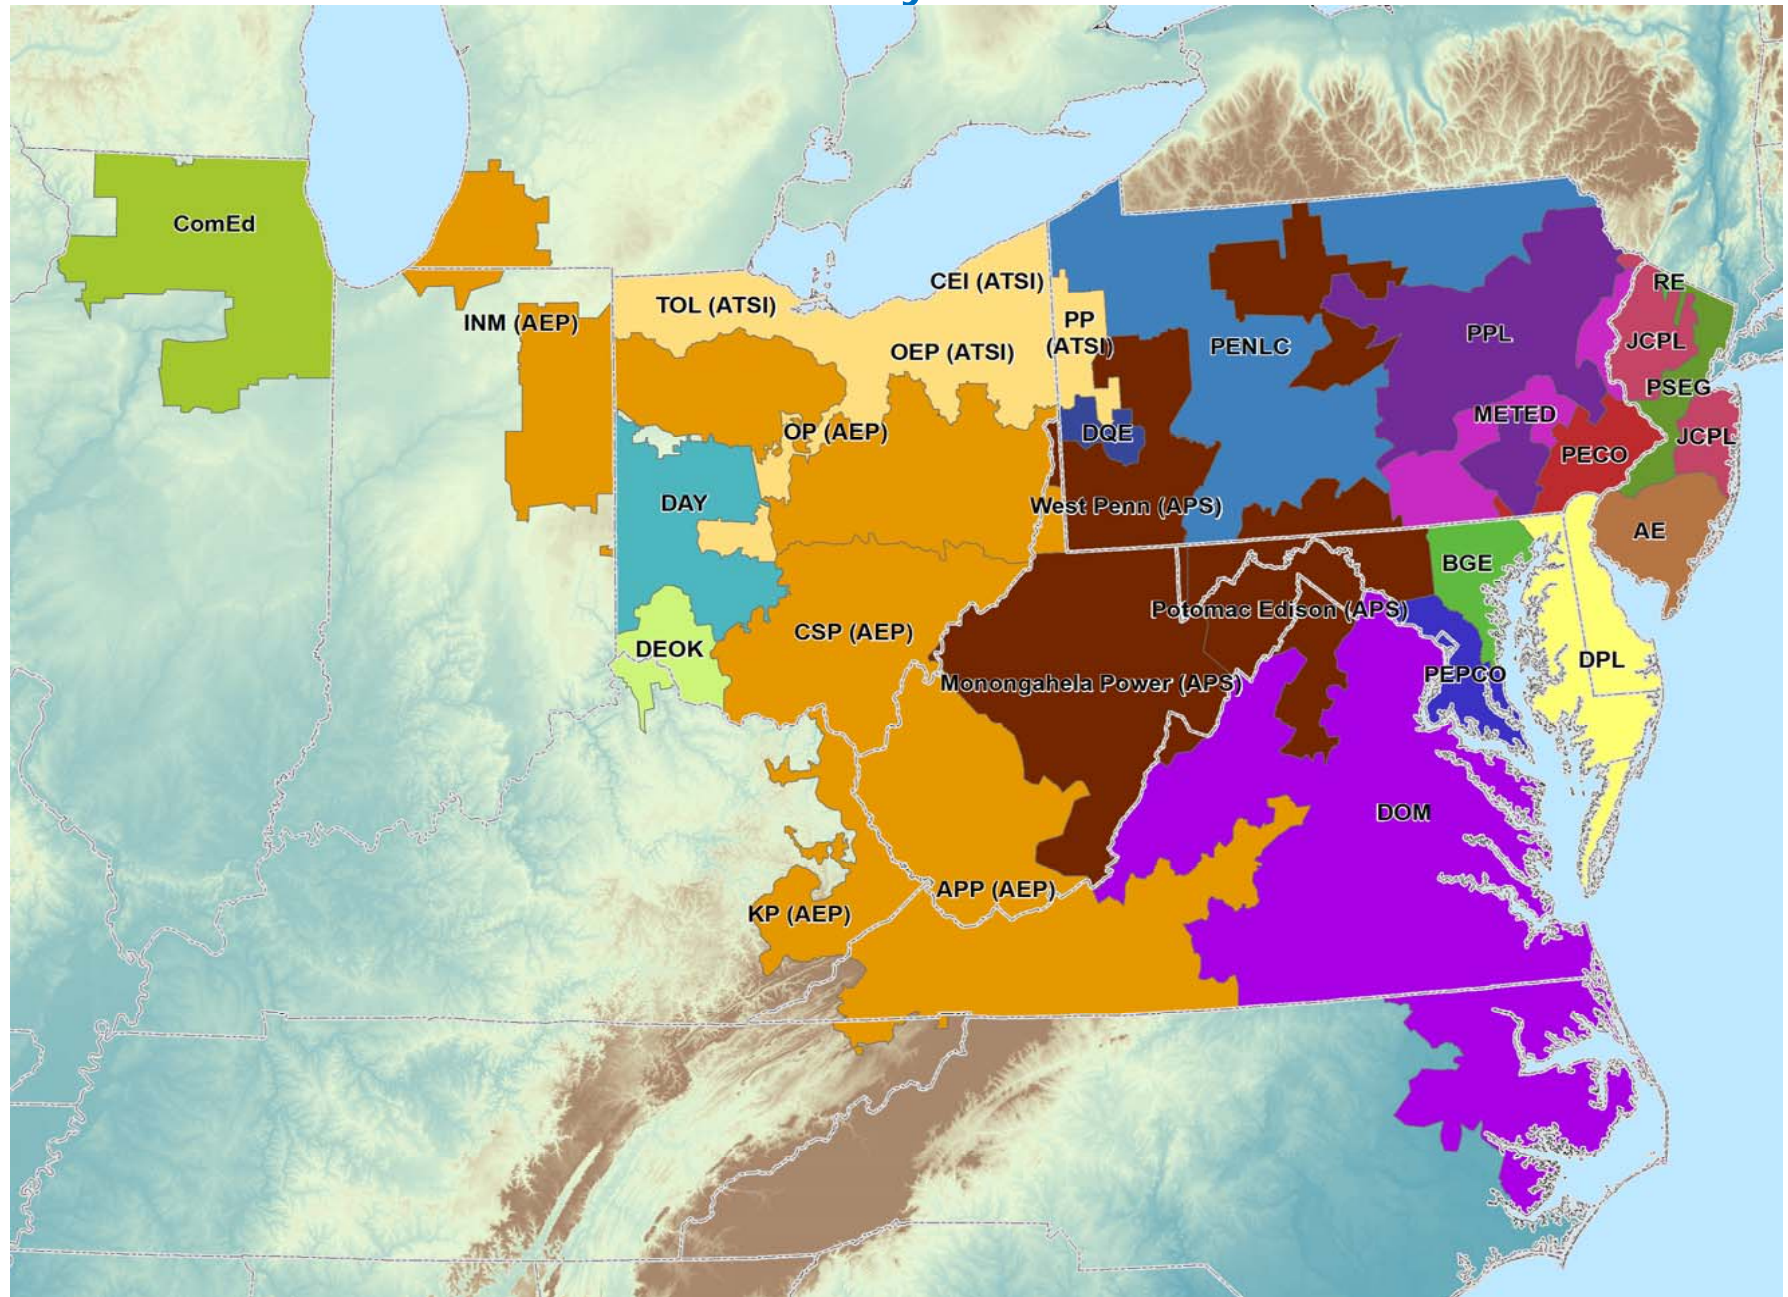 ComEd
RE
CEI (ATSI)
TOL (ATSI)
INM (AEP)
PP
(ATSI)
OEP (ATSI)
PENLC
PPL
JCPL
PSEG
METED
OP (AEP)
DQE
JCPL
PECO
DAY
West Penn (APS)
AE
BGE
Potomac Edison (APS)
CSP (AEP)
DEOK
DPL
PEPCO
Monongahela Power (APS)
DOM
APP (AEP)
KP (AEP)